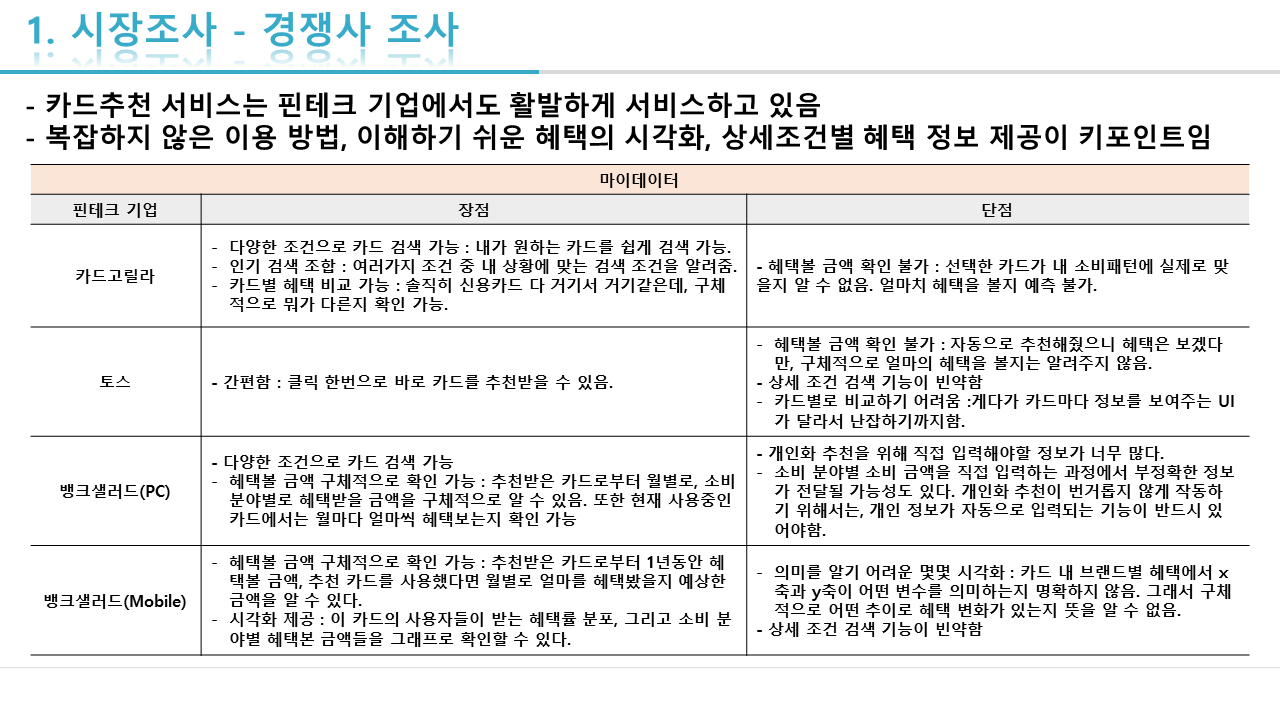 1. 시장조사 - 경쟁사 조사
- 카드추천 서비스는 핀테크 기업에서도 활발하게 서비스하고 있음
- 복잡하지 않은 이용 방법, 이해하기 쉬운 혜택의 시각화, 상세조건별 혜택 정보 제공이 키포인트임
마이데이터
핀테크 기업
장점
단점
카드고릴라
- 다양한 조건으로 카드 검색 가능 : 내가 원하는 카드를 쉽게 검색 가능.
- 인기 검색 조합 : 여러가지 조건 중 내 상황에 맞는 검색 조건을 알려줌.
- 카드별 혜택 비교 가능 : 솔직히 신용카드 다 거기서 거기같은데, 구체
적으로 뭐가 다른지 확인 가능.
- 혜택볼 금액 확인 불가 : 선택한 카드가 내 소비패턴에 실제로 맞
을지 알 수 없음. 얼마치 혜택을 볼지 예측 불가.
토스
- 간편함 : 클릭 한번으로 바로 카드를 추천받을 수 있음.
- 혜택볼 금액 확인 불가 : 자동으로 추천해줬으니 혜택은 보겠다
만, 구체적으로 얼마의 혜택을 볼지는 알려주지 않음.
- 상세 조건 검색 기능이 빈약함
- 카드별로 비교하기 어려움 :게다가 카드마다 정보를 보여주는 UI
가 달라서 난잡하기까지함.
뱅크샐러드(PC)
- 다양한 조건으로 카드 검색 가능
- 혜택볼 금액 구체적으로 확인 가능 : 추천받은 카드로부터 월별로, 소비
분야별로 혜택받을 금액을 구체적으로 알 수 있음. 또한 현재 사용중인
카드에서는 월마다 얼마씩 혜택보는지 확인 가능
- 개인화 추천을 위해 직접 입력해야할 정보가 너무 많다.
- 소비 분야별 소비 금액을 직접 입력하는 과정에서 부정확한 정보
가 전달될 가능성도 있다. 개인화 추천이 번거롭지 않게 작동하
기 위해서는, 개인 정보가 자동으로 입력되는 기능이 반드시 있
어야함.
뱅크샐러드(Mobile)
- 혜택볼 금액 구체적으로 확인 가능 : 추천받은 카드로부터 1년동안 혜
택볼 금액, 추천 카드를 사용했다면 월별로 얼마를 혜택봤을지 예상한
금액을 알 수 있다.
- 시각화 제공 : 이 카드의 사용자들이 받는 혜택률 분포, 그리고 소비 분
야별 혜택본 금액들을 그래프로 확인할 수 있다.
- 의미를 알기 어려운 몇몇 시각화 : 카드 내 브랜드별 혜택에서 x
축과 y축이 어떤 변수를 의미하는지 명확하지 않음. 그래서 구체
적으로 어떤 추이로 혜택 변화가 있는지 뜻을 알 수 없음.
- 상세 조건 검색 기능이 빈약함